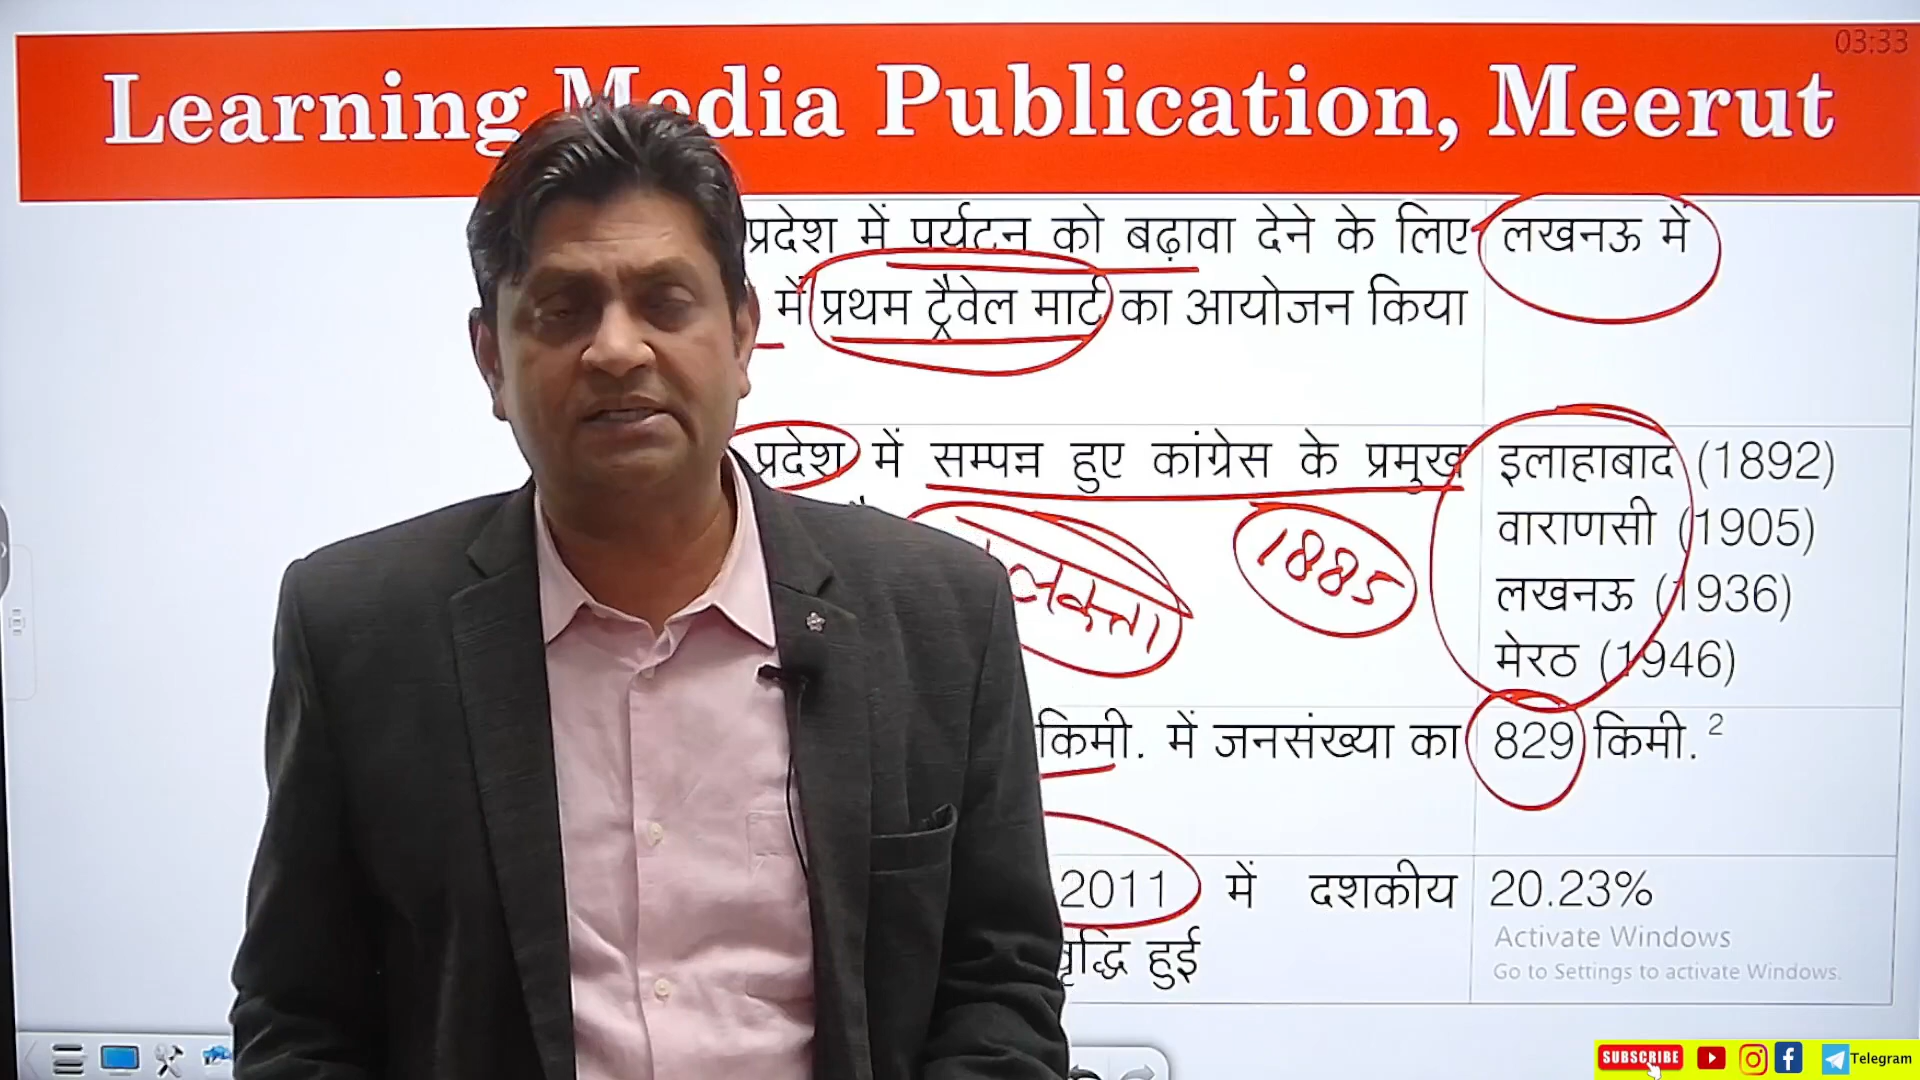 03:33
Learning Media Publication, Meerut
प्रदेश में पर्यटन को बढ़ावा देने के लिए लखनऊ में
में प्रथम ट्रैवेल मार्ट का आयोजन किया
प्रदेश में सम्पन्न हुए कांग्रेस के प्रमुख इलाहाबाद (1892)
वाराणसी (1905)
1885
लखनऊ (1936)
मेरठ (1946)
किमी. में जनसंख्या का 829 किमी.²
2011 में दशकीय 20.23%
वृद्धि हुई
Activate Windows
Go to Settings to activate Windows.
SUBSCRIBE
Telegram